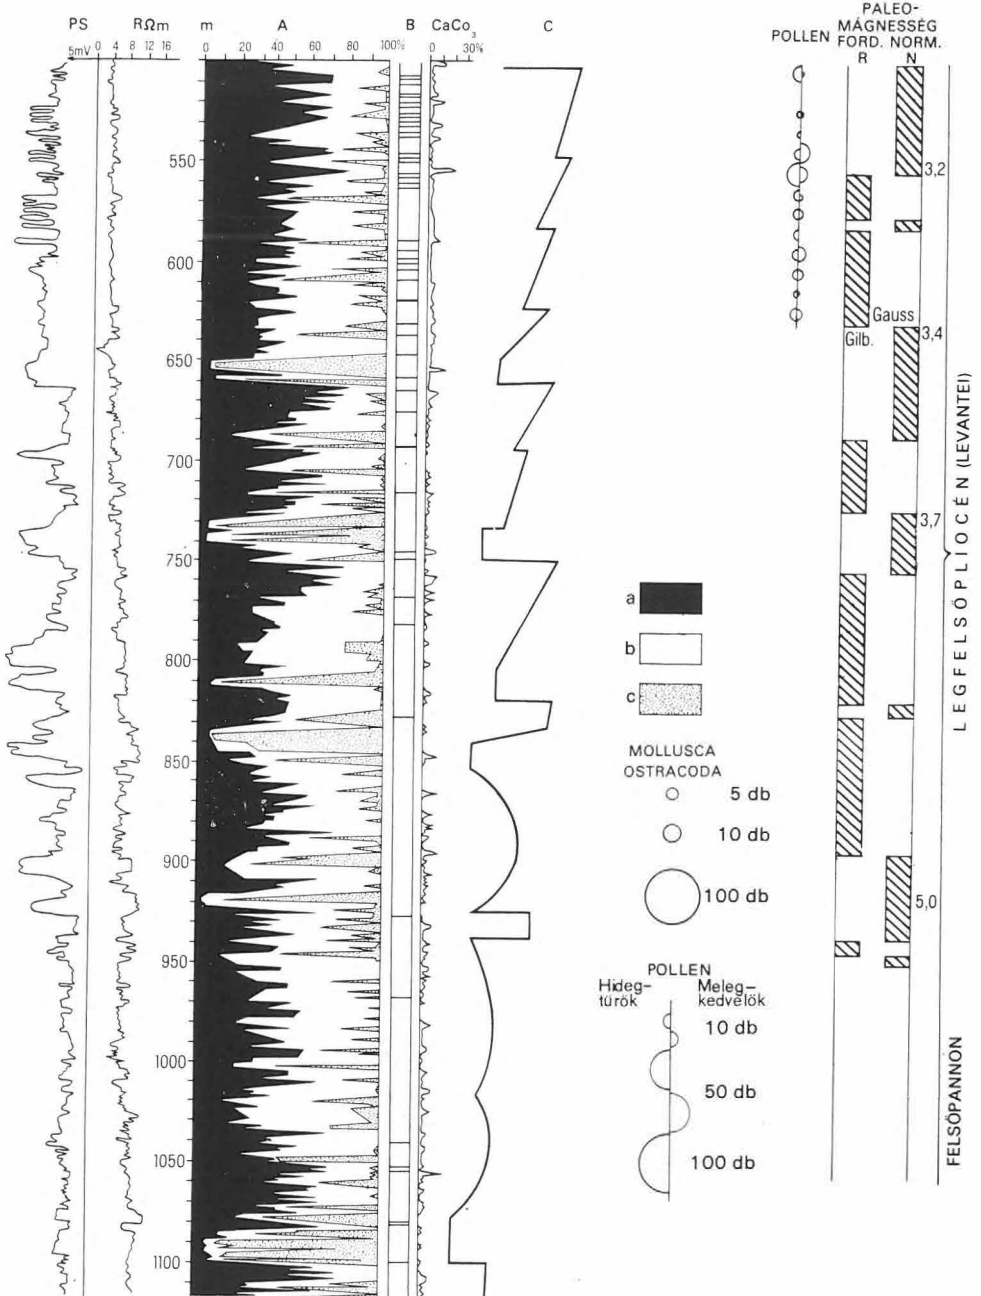 PS
RΩm
m
A
B
CaCo3
C
POLLEN
PALEO-
MÁGNESSÉG
FORD. NORM.
R N
5mV
0 4 8 12 16
0 20 40 60 80 100%
0 30%
550
600
650
700
750
800
850
900
950
1000
1050
1100
3,2
Gauss
Gilb.
3,4
3,7
5,0
a
b
c
MOLLUSCA
OSTRACODA
5 db
10 db
100 db
POLLEN
Hideg-
tűrők
Meleg-
kedvelők
10 db
50 db
100 db
LEGFELSŐPLIOCÉN (LEVANTEI)
FELSŐPANNON